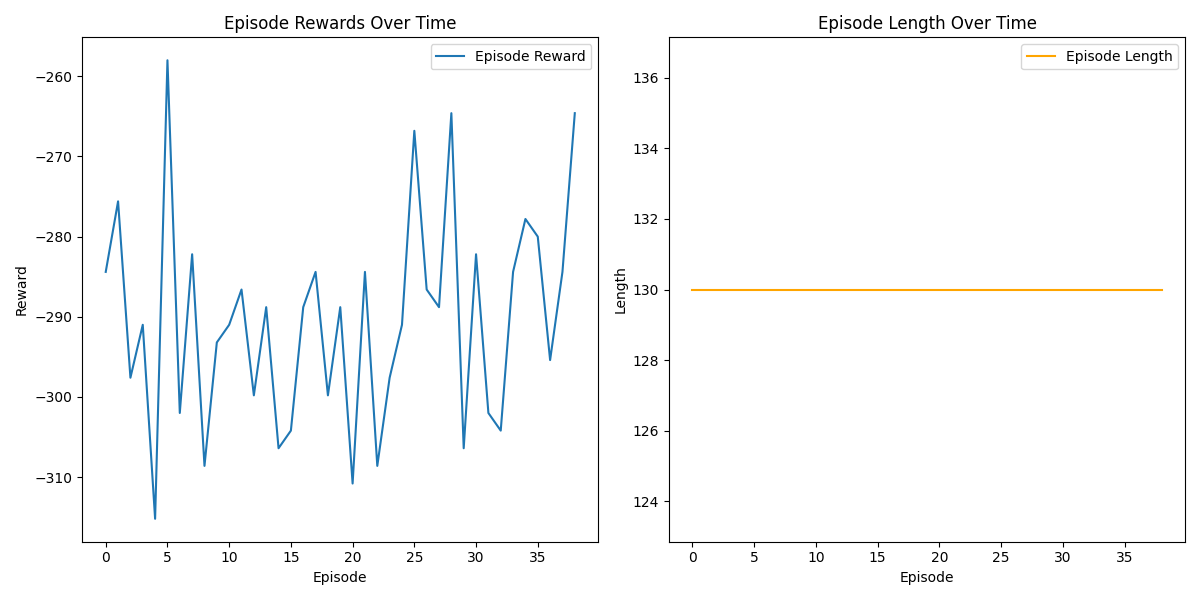 Episode Rewards Over Time
Episode Reward
−260
−270
−280
−290
−300
−310
Reward
0 5 10 15 20 25 30 35
Episode
Episode Length Over Time
Episode Length
136
134
132
130
128
126
124
Length
0 5 10 15 20 25 30 35
Episode